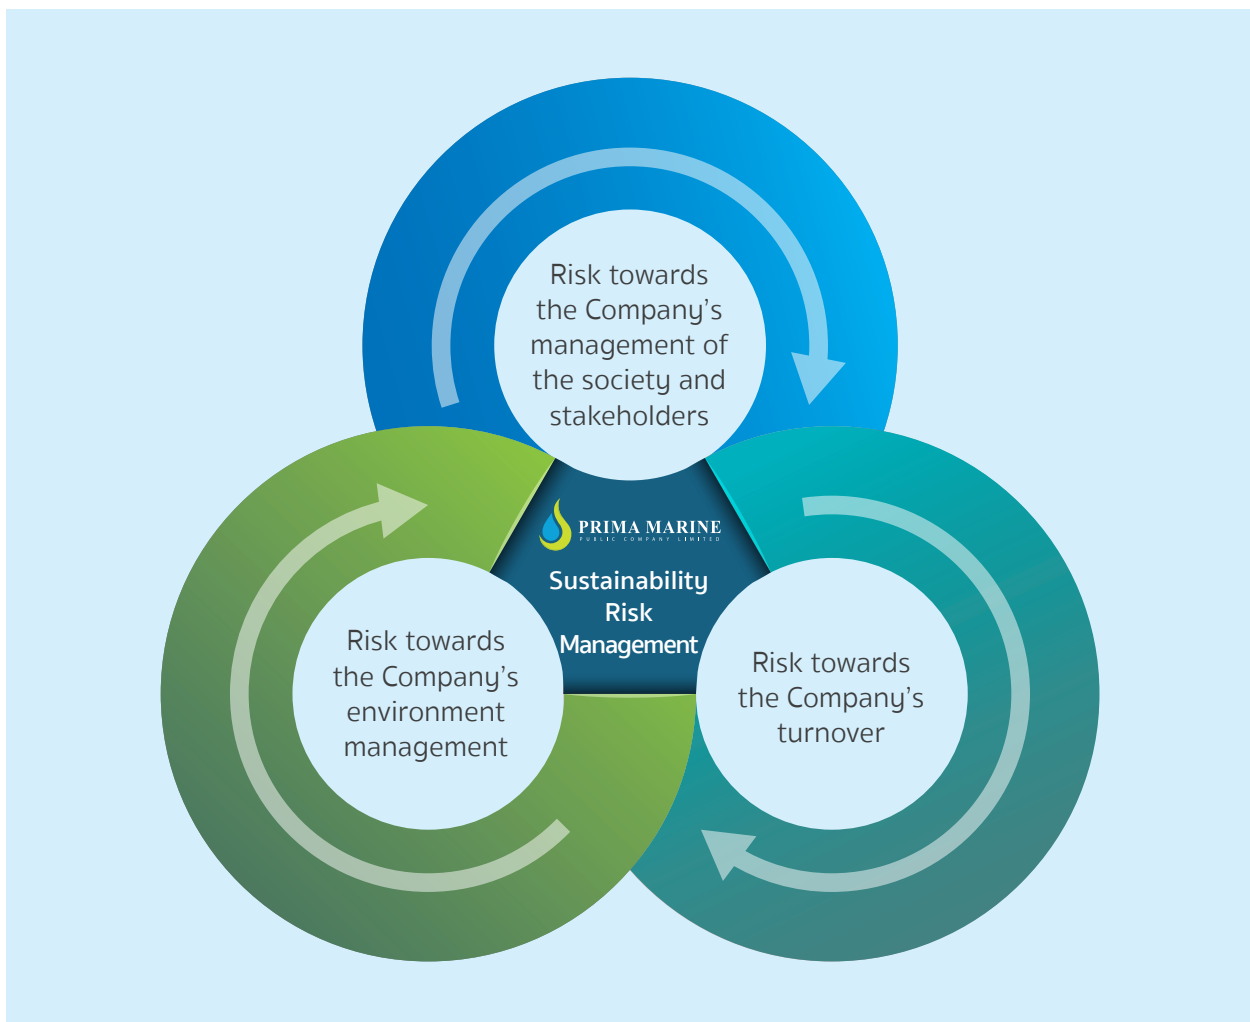 Risk towards
the Company's
management of
the society and
stakeholders
PRIMA MARINE
PUBLIC COMPANY LIMITED
Sustainability
Risk
Management
Risk towards
the Company's
environment
management
Risk towards
the Company's
turnover